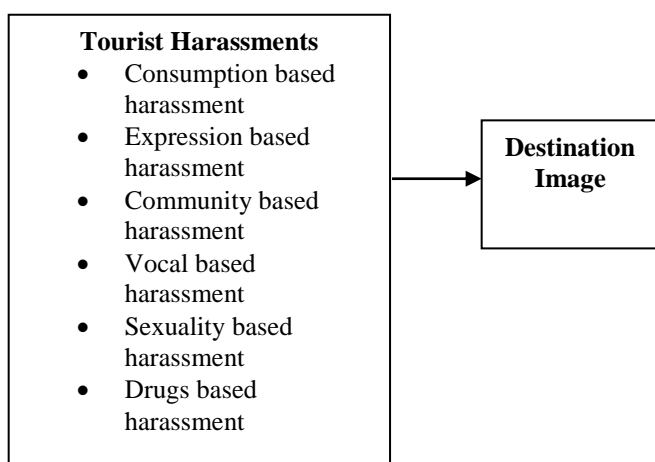 Tourist Harassments
• Consumption based
harassment
• Expression based
harassment
• Community based
harassment
• Vocal based
harassment
• Sexuality based
harassment
• Drugs based
harassment
Destination
Image